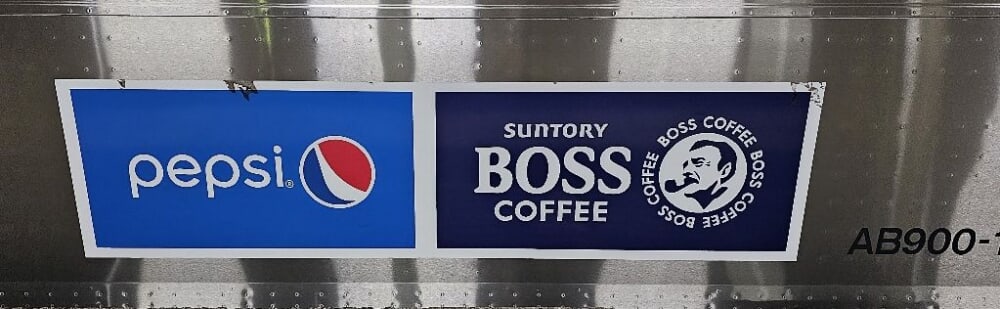 pepsi
SUNTORY
BOSS
COFFEE
BOSS COFFEE BOSS COFFEE BOSS COFFEE
AB900-1